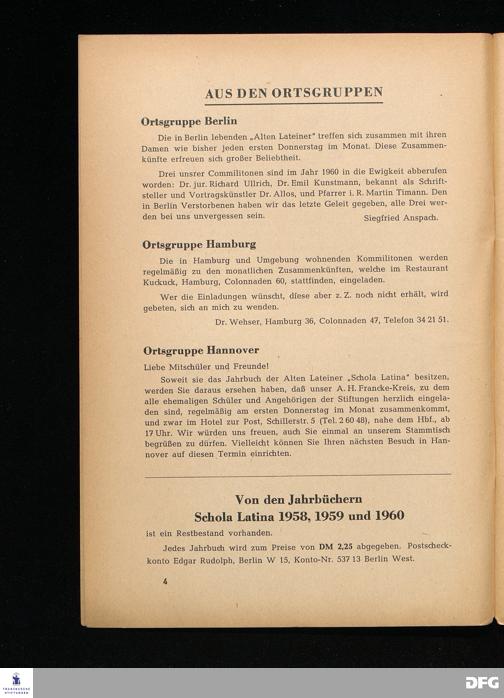 AUS DEN ORTSGRUPPEN
Ortsgruppe Berlin
Die in Berlin lebenden „Alten Lateiner" treffen sich zusammen mit ihren
Damen wie bisher jeden ersten Donnerstag im Monat. Diese Zusammen-
künfte erfreuen sich großer Beliebtheit.
Drei unsrer Commilitonen sind im Jahr 1960 in die Ewigkeit abberufen
worden: Dr. jur. Richard Ullrich, Dr. Emil Kunstmann, bekannt als Schrift-
steller und Vortragskünstler Dr. Allos, und Pfarrer i. R. Martin Timann. Den
in Berlin Verstorbenen haben wir das letzte Geleit gegeben, alle Drei wer-
den bei uns unvergessen sein.
Siegfried Anspach.
Ortsgruppe Hamburg
Die in Hamburg und Umgebung wohnenden Kommilitonen werden
regelmäßig zu den monatlichen Zusammenkünften, welche im Restaurant
Kuckuck, Hamburg, Colonnaden 60, stattfinden, eingeladen.
Wer die Einladungen wünscht, diese aber z. Z. noch nicht erhält, wird
gebeten, sich an mich zu wenden.
Dr. Wehser, Hamburg 36, Colonnaden 47, Telefon 34 21 51.
Ortsgruppe Hannover
Liebe Mitschüler und Freunde!
Soweit sie das Jahrbuch der Alten Lateiner „Schola Latina" besitzen,
werden Sie daraus ersehen haben, daß unser A. H. Francke-Kreis, zu dem
alle ehemaligen Schüler und Angehörigen der Stiftungen herzlich eingela-
den sind, regelmäßig am ersten Donnerstag im Monat zusammenkommt,
und zwar im Hotel zur Post, Schillerstr. 5 (Tel. 2 60 48), nahe dem Hbf., ab
17 Uhr. Wir würden uns freuen, auch Sie einmal an unserem Stammtisch
begrüßen zu dürfen. Vielleicht können Sie Ihren nächsten Besuch in Han-
nover auf diesen Termin einrichten.
Von den Jahrbüchern
Schola Latina 1958, 1959 und 1960
ist ein Restbestand vorhanden.
Jedes Jahrbuch wird zum Preise von DM 2,25 abgegeben. Postscheck-
konto Edgar Rudolph, Berlin W 15, Konto-Nr. 537 13 Berlin West.
4
FRANCKESCHE
STIFTUNGEN
DFG